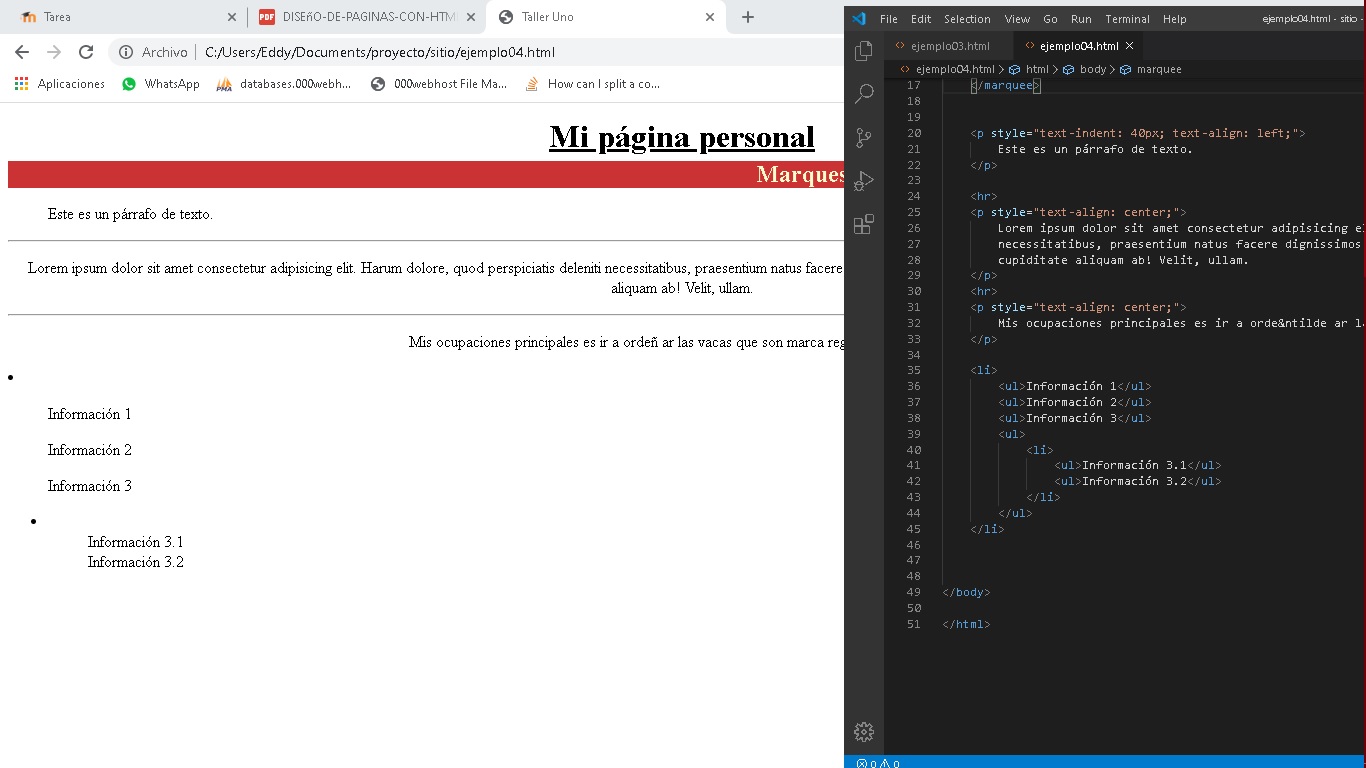 Tarea
PDF DISEñO-DE-PAGINAS-CON-HTM
Taller Uno
Archivo C:/Users/Eddy/Documents/proyecto/sitio/ejemplo04.html
Aplicaciones WhatsApp databases.000webh... 000webhost File Ma... How can I split a co...
Mi página personal
Marques
Este es un párrafo de texto.
Lorem ipsum dolor sit amet consectetur adipisicing elit. Harum dolore, quod perspiciatis deleniti necessitatibus, praesentium natus facere
aliquam ab! Velit, ullam.
Mis ocupaciones principales es ir a ordeñ ar las vacas que son marca reg
Información 1
Información 2
Información 3
Información 3.1
Información 3.2
File Edit Selection View Go Run Terminal Help ejemplo04.html - sitio -
ejemplo03.html ejemplo04.html
ejemplo04.html > html > body > marquee
17 </marquee>
18
19
20 <p style="text-indent: 40px; text-align: left;">
21 Este es un párrafo de texto.
22 </p>
23
24 <hr>
25 <p style="text-align: center;">
26 Lorem ipsum dolor sit amet consectetur adipisicing el
27 necessitatibus, praesentium natus facere dignissimos
28 cupiditate aliquam ab! Velit, ullam.
29 </p>
30 <hr>
31 <p style="text-align: center;">
32 Mis ocupaciones principales es ir a orde&ntilde ar l
33 </p>
34
35 <li>
36 <ul>Información 1</ul>
37 <ul>Información 2</ul>
38 <ul>Información 3</ul>
39 <ul>
40 <li>
41 <ul>Información 3.1</ul>
42 <ul>Información 3.2</ul>
43 </li>
44 </ul>
45 </li>
46
47
48
49 </body>
50
51 </html>
0 0